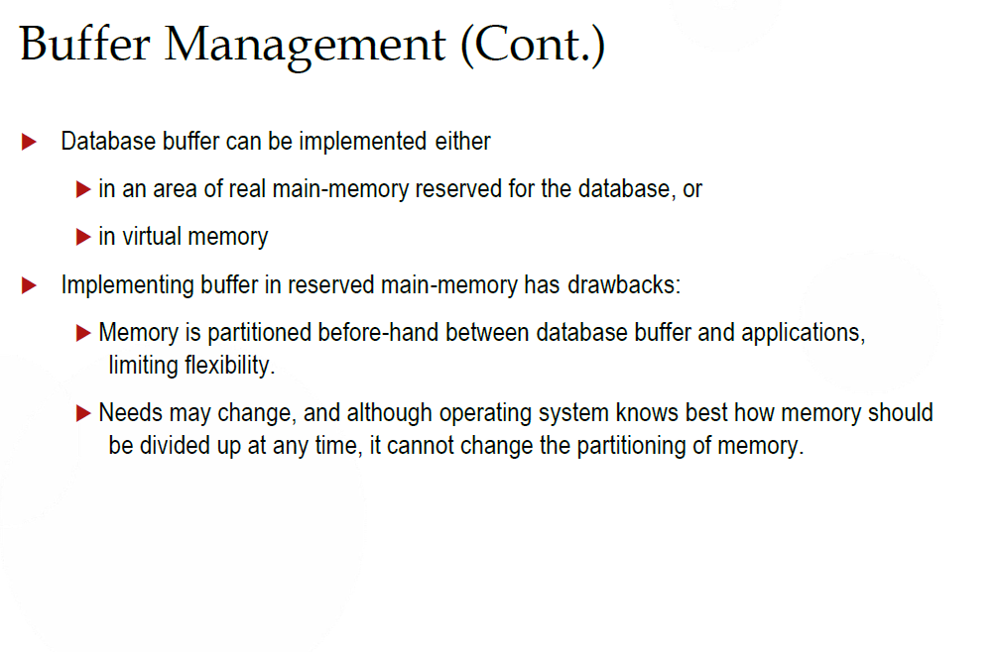 Buffer Management (Cont.)
Database buffer can be implemented either
in an area of real main-memory reserved for the database, or
in virtual memory
Implementing buffer in reserved main-memory has drawbacks:
Memory is partitioned before-hand between database buffer and applications,
limiting flexibility.
Needs may change, and although operating system knows best how memory should
be divided up at any time, it cannot change the partitioning of memory.